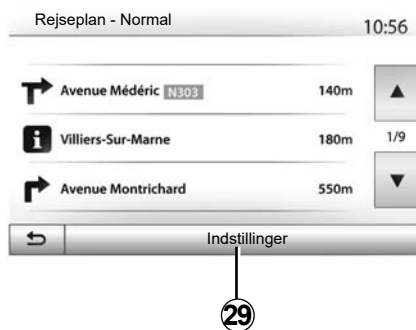 Rejseplan - Normal 10:56
Avenue Médéric N303 140m
Villiers-Sur-Marne 180m
1/9
Avenue Montrichard 550m
Indstillinger
29